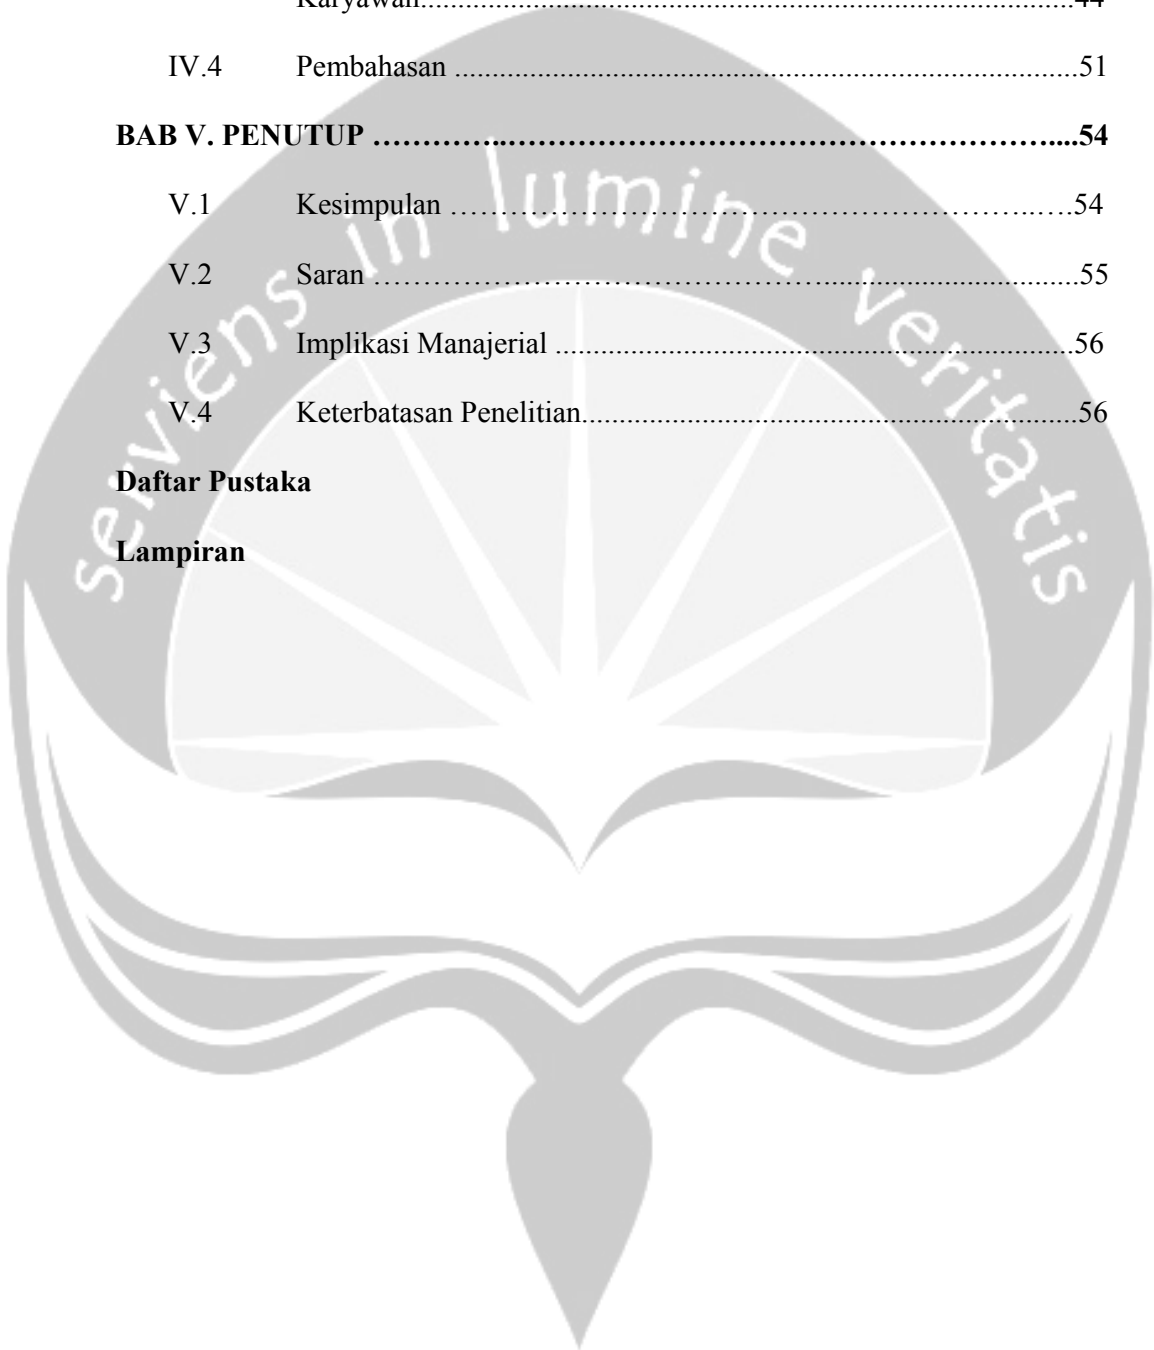 Karyawan..........................................................................................44
IV.4 Pembahasan ......................................................................................51
BAB V. PENUTUP …………...……………………………………………………....54
V.1 Kesimpulan …………………………………………………….….54
V.2 Saran ……………………………………………...................................55
V.3 Implikasi Manajerial ........................................................................56
V.4 Keterbatasan Penelitian.....................................................................56
Daftar Pustaka
Lampiran
serviens in lumine veritatis